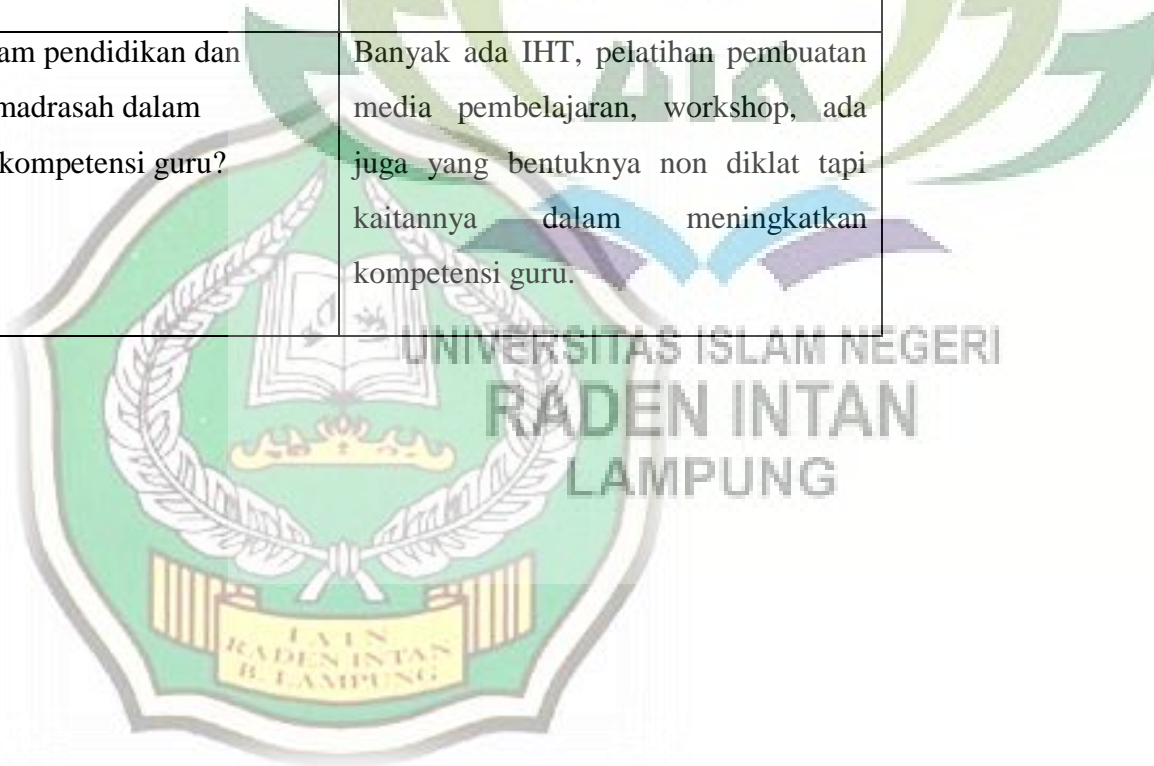 am pendidikan dan
madrasah dalam
kompetensi guru?
Banyak ada IHT, pelatihan pembuatan
media pembelajaran, workshop, ada
juga yang bentuknya non diklat tapi
kaitannya dalam meningkatkan
kompetensi guru.
UNIVERSITAS ISLAM NEGERI
RADEN INTAN
LAMPUNG
IAIN
RADEN INTAN
B. LAMPUNG